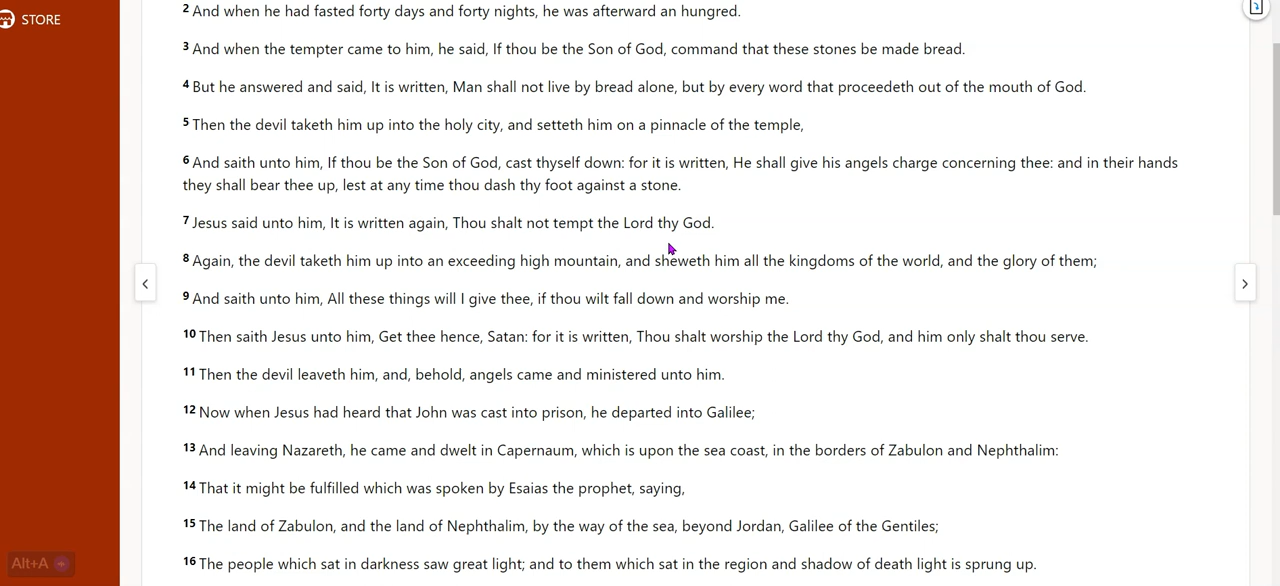 STORE
2 And when he had fasted forty days and forty nights, he was afterward an hungred.
3 And when the tempter came to him, he said, If thou be the Son of God, command that these stones be made bread.
4 But he answered and said, It is written, Man shall not live by bread alone, but by every word that proceedeth out of the mouth of God.
5 Then the devil taketh him up into the holy city, and setteth him on a pinnacle of the temple,
6 And saith unto him, If thou be the Son of God, cast thyself down: for it is written, He shall give his angels charge concerning thee: and in their hands
they shall bear thee up, lest at any time thou dash thy foot against a stone.
7 Jesus said unto him, It is written again, Thou shalt not tempt the Lord thy God.
8 Again, the devil taketh him up into an exceeding high mountain, and sheweth him all the kingdoms of the world, and the glory of them;
9 And saith unto him, All these things will I give thee, if thou wilt fall down and worship me.
10 Then saith Jesus unto him, Get thee hence, Satan: for it is written, Thou shalt worship the Lord thy God, and him only shalt thou serve.
11 Then the devil leaveth him, and, behold, angels came and ministered unto him.
12 Now when Jesus had heard that John was cast into prison, he departed into Galilee;
13 And leaving Nazareth, he came and dwelt in Capernaum, which is upon the sea coast, in the borders of Zabulon and Nephthalim:
14 That it might be fulfilled which was spoken by Esaias the prophet, saying,
15 The land of Zabulon, and the land of Nephthalim, by the way of the sea, beyond Jordan, Galilee of the Gentiles;
16 The people which sat in darkness saw great light; and to them which sat in the region and shadow of death light is sprung up.
Alt+A